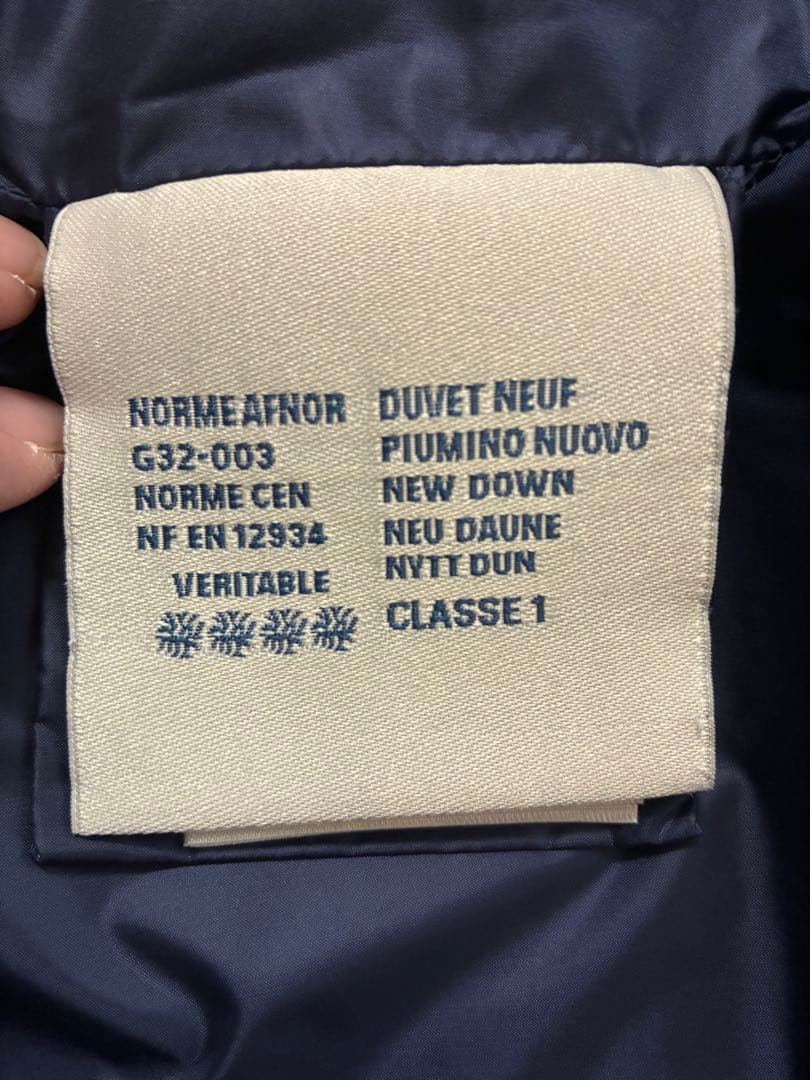 NORME AFNOR
G32-003
NORME CEN
NF EN 12934
VERITABLE
DUVET NEUF
PIUMINO NUOVO
NEW DOWN
NEU DAUNE
NYTT DUN
CLASSE 1